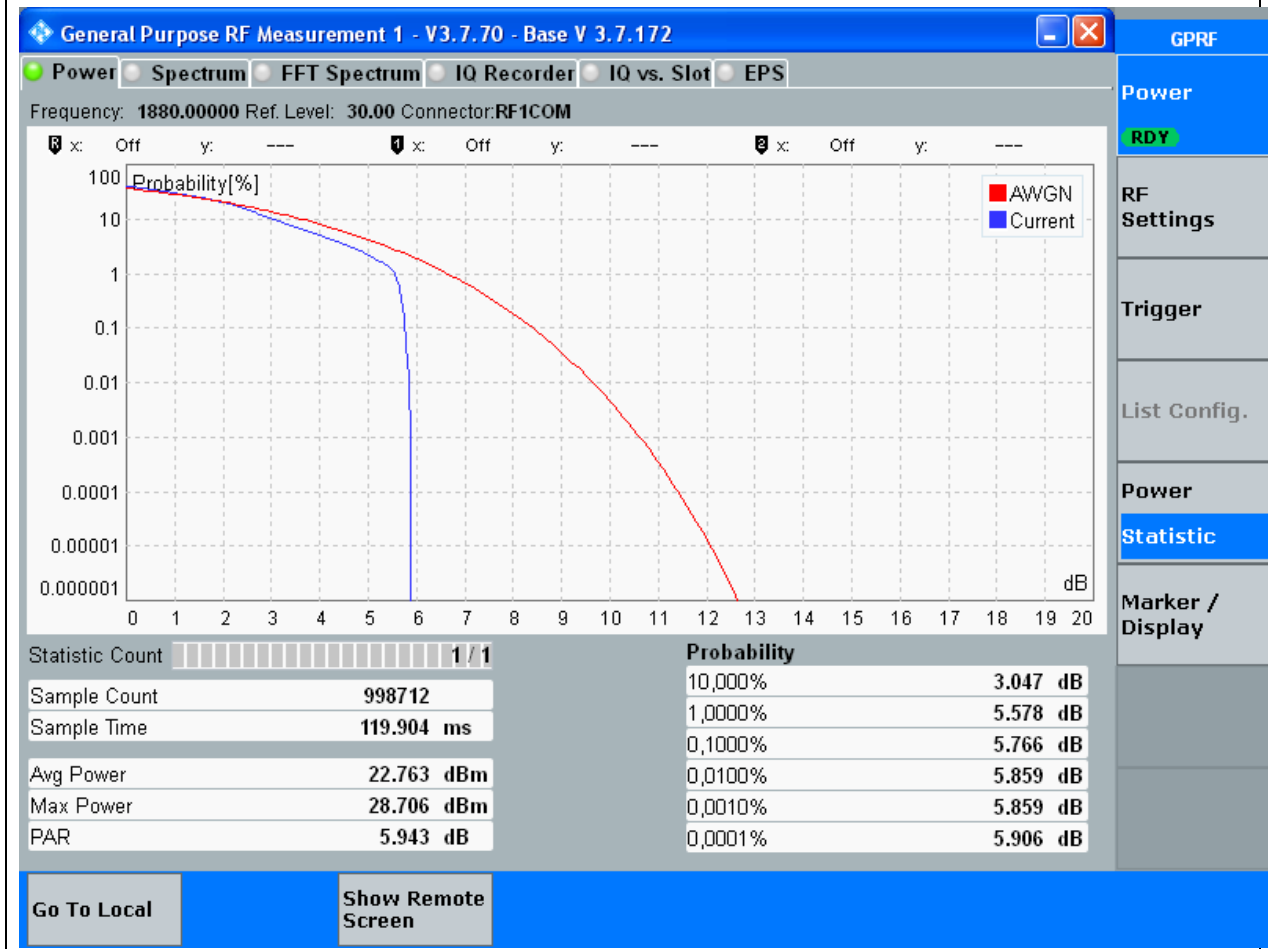 General Purpose RF Measurement 1 - V3.7.70 - Base V 3.7.172
Power Spectrum FFT Spectrum IQ Recorder IQ vs. Slot EPS
Frequency: 1880.00000 Ref. Level: 30.00 Connector:RF1COM
R x: Off y: --- 1 x: Off y: --- 2 x: Off y: ---
Probability[%]
100
10
1
0.1
0.01
0.001
0.0001
0.00001
0.000001
AWGN
Current
dB
0 1 2 3 4 5 6 7 8 9 10 11 12 13 14 15 16 17 18 19 20
Statistic Count 1 / 1
Sample Count 998712
Sample Time 119.904 ms
Avg Power 22.763 dBm
Max Power 28.706 dBm
PAR 5.943 dB
Probability
10,000% 3.047 dB
1,0000% 5.578 dB
0,1000% 5.766 dB
0,0100% 5.859 dB
0,0010% 5.859 dB
0,0001% 5.906 dB
GPRF
Power
RDY
RF
Settings
Trigger
List Config.
Power
Statistic
Marker /
Display
Go To Local
Show Remote
Screen